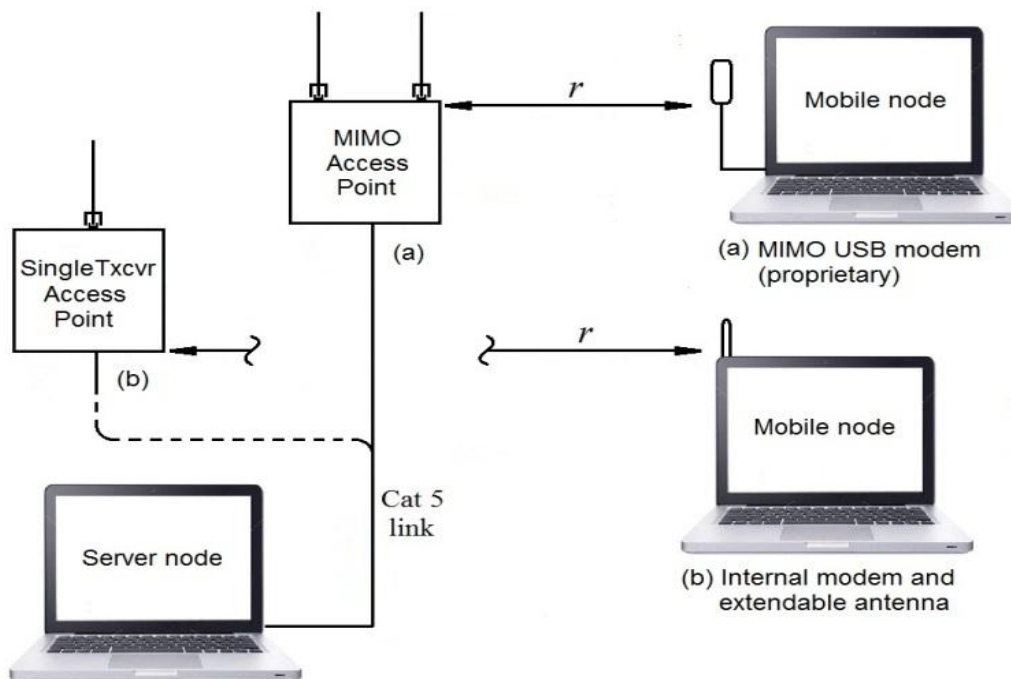 MIMO
Access
Point
(a)
r
Mobile node
(a) MIMO USB modem
(proprietary)
SingleTxcvr
Access
Point
(b)
r
Mobile node
(b) Internal modem and
extendable antenna
Cat 5
link
Server node